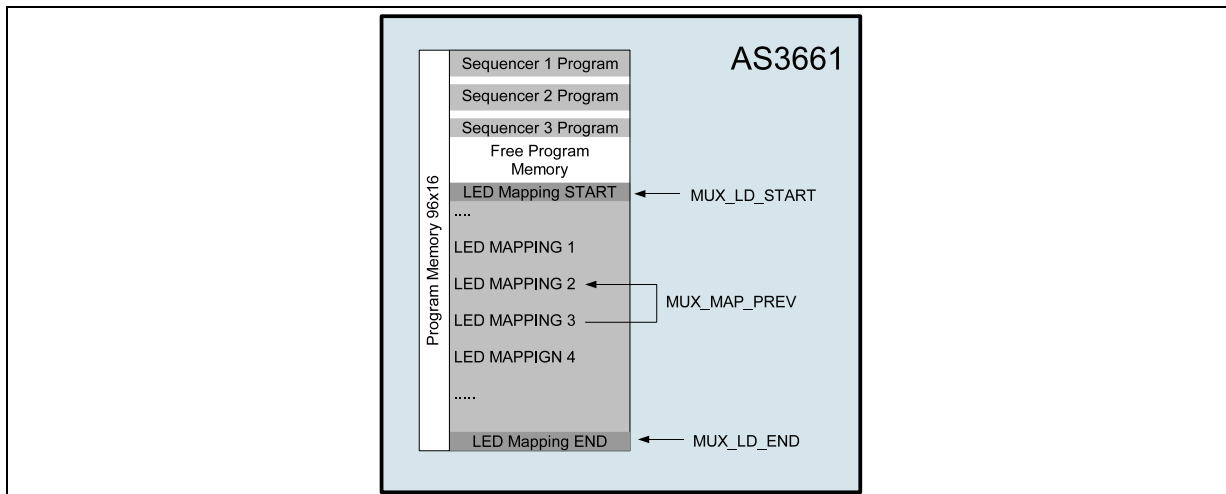 AS3661
Program Memory 96x16
Sequencer 1 Program
Sequencer 2 Program
Sequencer 3 Program
Free Program
Memory
LED Mapping START
MUX_LD_START
....
LED MAPPING 1
LED MAPPING 2
MUX_MAP_PREV
LED MAPPING 3
LED MAPPIGN 4
.....
LED Mapping END
MUX_LD_END